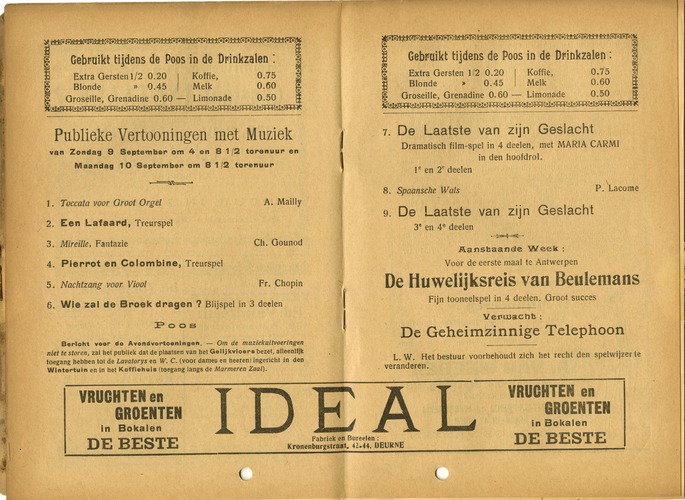 Gebruikt tijdens de Poos in de Drinkzalen :
Extra Gersten 1/2 0.20 | Koffie, 0.75
Blonde » 0.45 | Melk 0.60
Groseille, Grenadine 0.60 — Limonade 0.50
Publieke Vertooningen met Muziek
van Zondag 9 September om 4 en 8 1/2 torenuur en
Maandag 10 September om 8 1/2 torenuur
1. Toccata voor Groot Orgel A. Mailly
2. Een Lafaard, Treurspel
3. Mireille, Fantazie Ch. Gounod
4. Pierrot en Colombine, Treurspel
5. Nachtzang voor Viool Fr. Chopin
6. Wie zal de Broek dragen ? Blijspel in 3 deelen
Poos
Bericht voor de Avondvertooningen. — Om de muziekuitvoeringen
niet te storen, zal het publiek dat de plaatsen van het Gelijkvloers bezet, alleenlijk
toegang hebben tot de Lavatorys en W. C. (voor dames en heeren) ingericht in den
Wintertuin en in het Koffiehuis (toegang langs de Marmeren Zaal).
Gebruikt tijdens de Poos in de Drinkzalen :
Extra Gersten 1/2 0.20 | Koffie, 0.75
Blonde » 0.45 | Melk 0.60
Groseille, Grenadine 0.60 — Limonade 0.50
7. De Laatste van zijn Geslacht
Dramatisch film-spel in 4 deelen, met MARIA CARMI
in den hoofdrol.
1e en 2e deelen
8. Spaansche Wals P. Lacome
9. De Laatste van zijn Geslacht
3e en 4e deelen
Aanstaande Week :
Voor de eerste maal te Antwerpen
De Huwelijksreis van Beulemans
Fijn tooneelspel in 4 deelen. Groot succes
Verwacht :
De Geheimzinnige Telephoon
L. W. Het bestuur voorbehoudt zich het recht den spelwijzer te
veranderen.
VRUCHTEN en
GROENTEN
in Bokalen
DE BESTE
IDEAL
Fabriek en Bureelen :
Kronenburgstraat, 42-44, DEURNE
VRUCHTEN en
GROENTEN
in Bokalen
DE BESTE